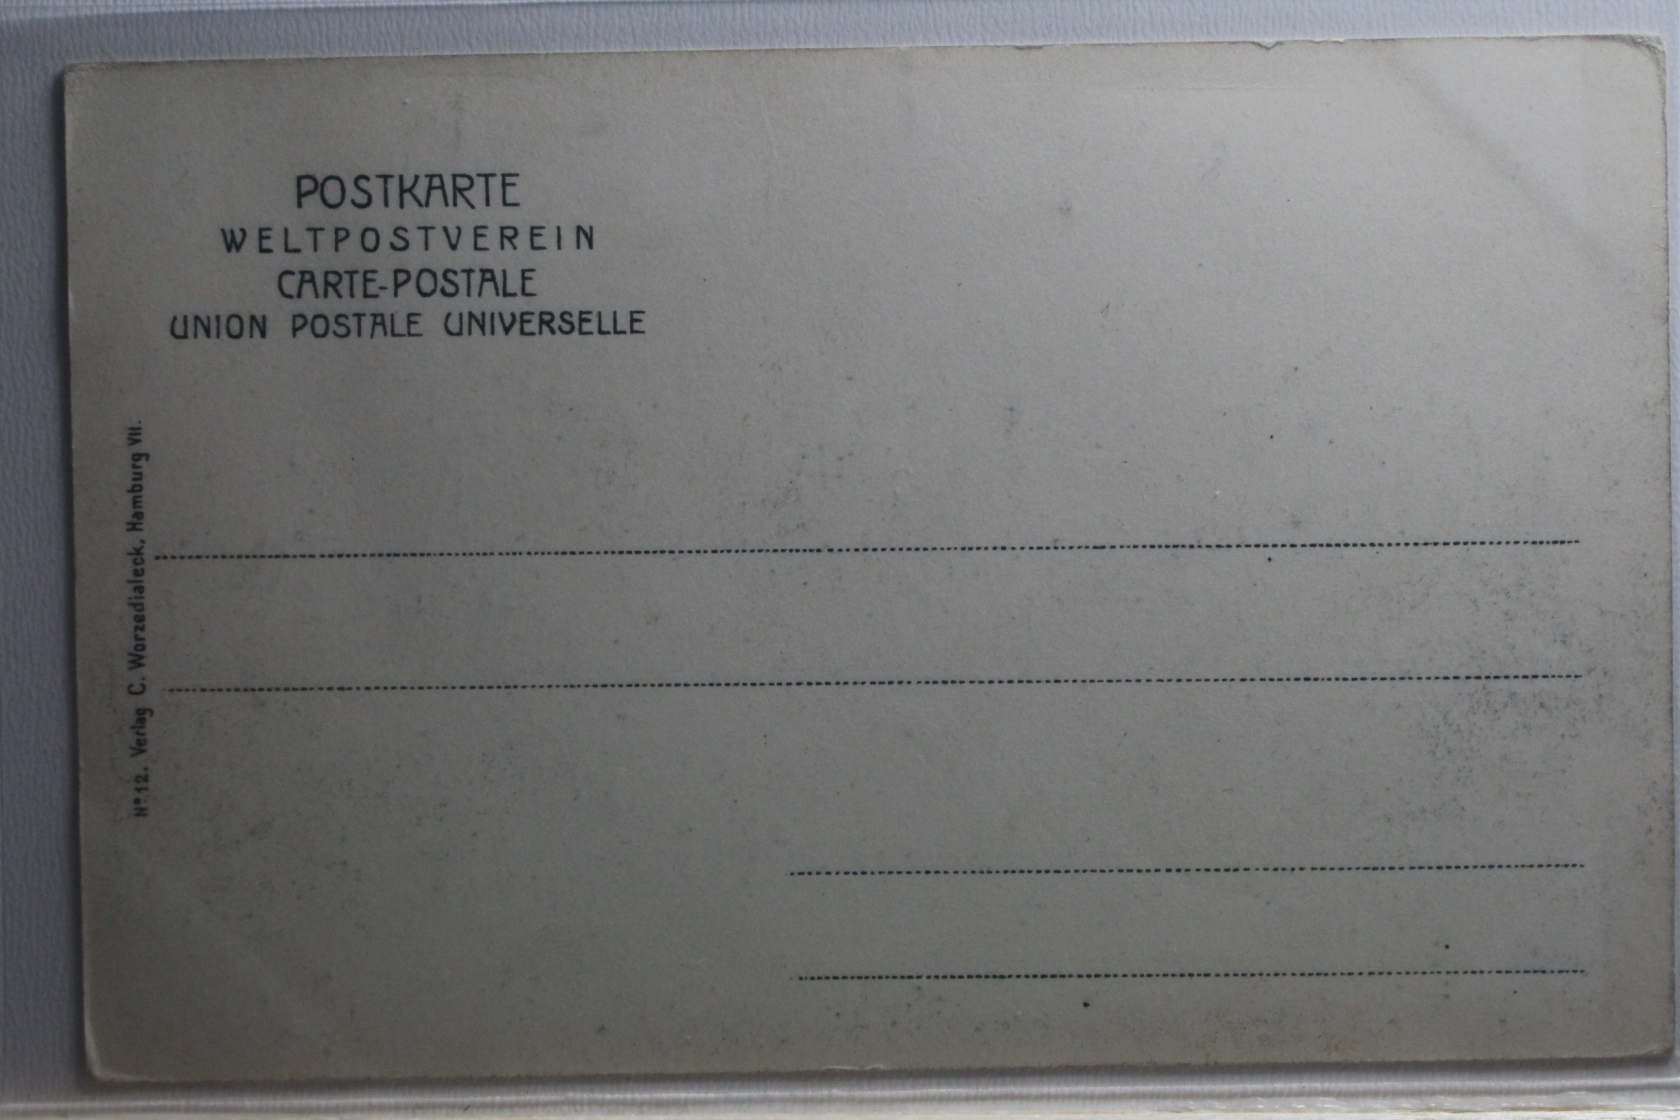 POSTKARTE
WELTPOSTVEREIN
CARTE-POSTALE
UNION POSTALE UNIVERSELLE
No. 12. Verlag C. Worzedialeck, Hamburg VII.